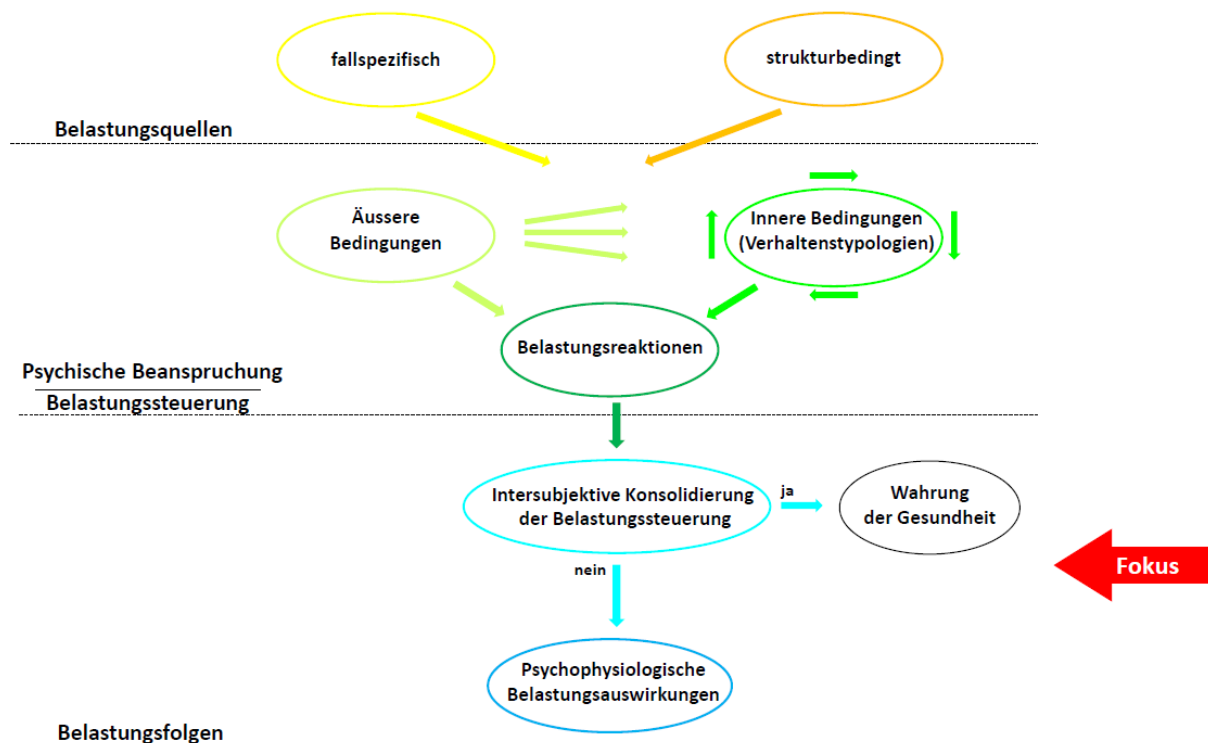 fallspezifisch
strukturbedingt
Belastungsquellen
Äussere
Bedingungen
Innere Bedingungen
(Verhaltenstypologien)
Belastungsreaktionen
Psychische Beanspruchung
Belastungssteuerung
Intersubjektive Konsolidierung
der Belastungssteuerung
ja
Wahrung
der Gesundheit
Fokus
nein
Psychophysiologische
Belastungsauswirkungen
Belastungsfolgen